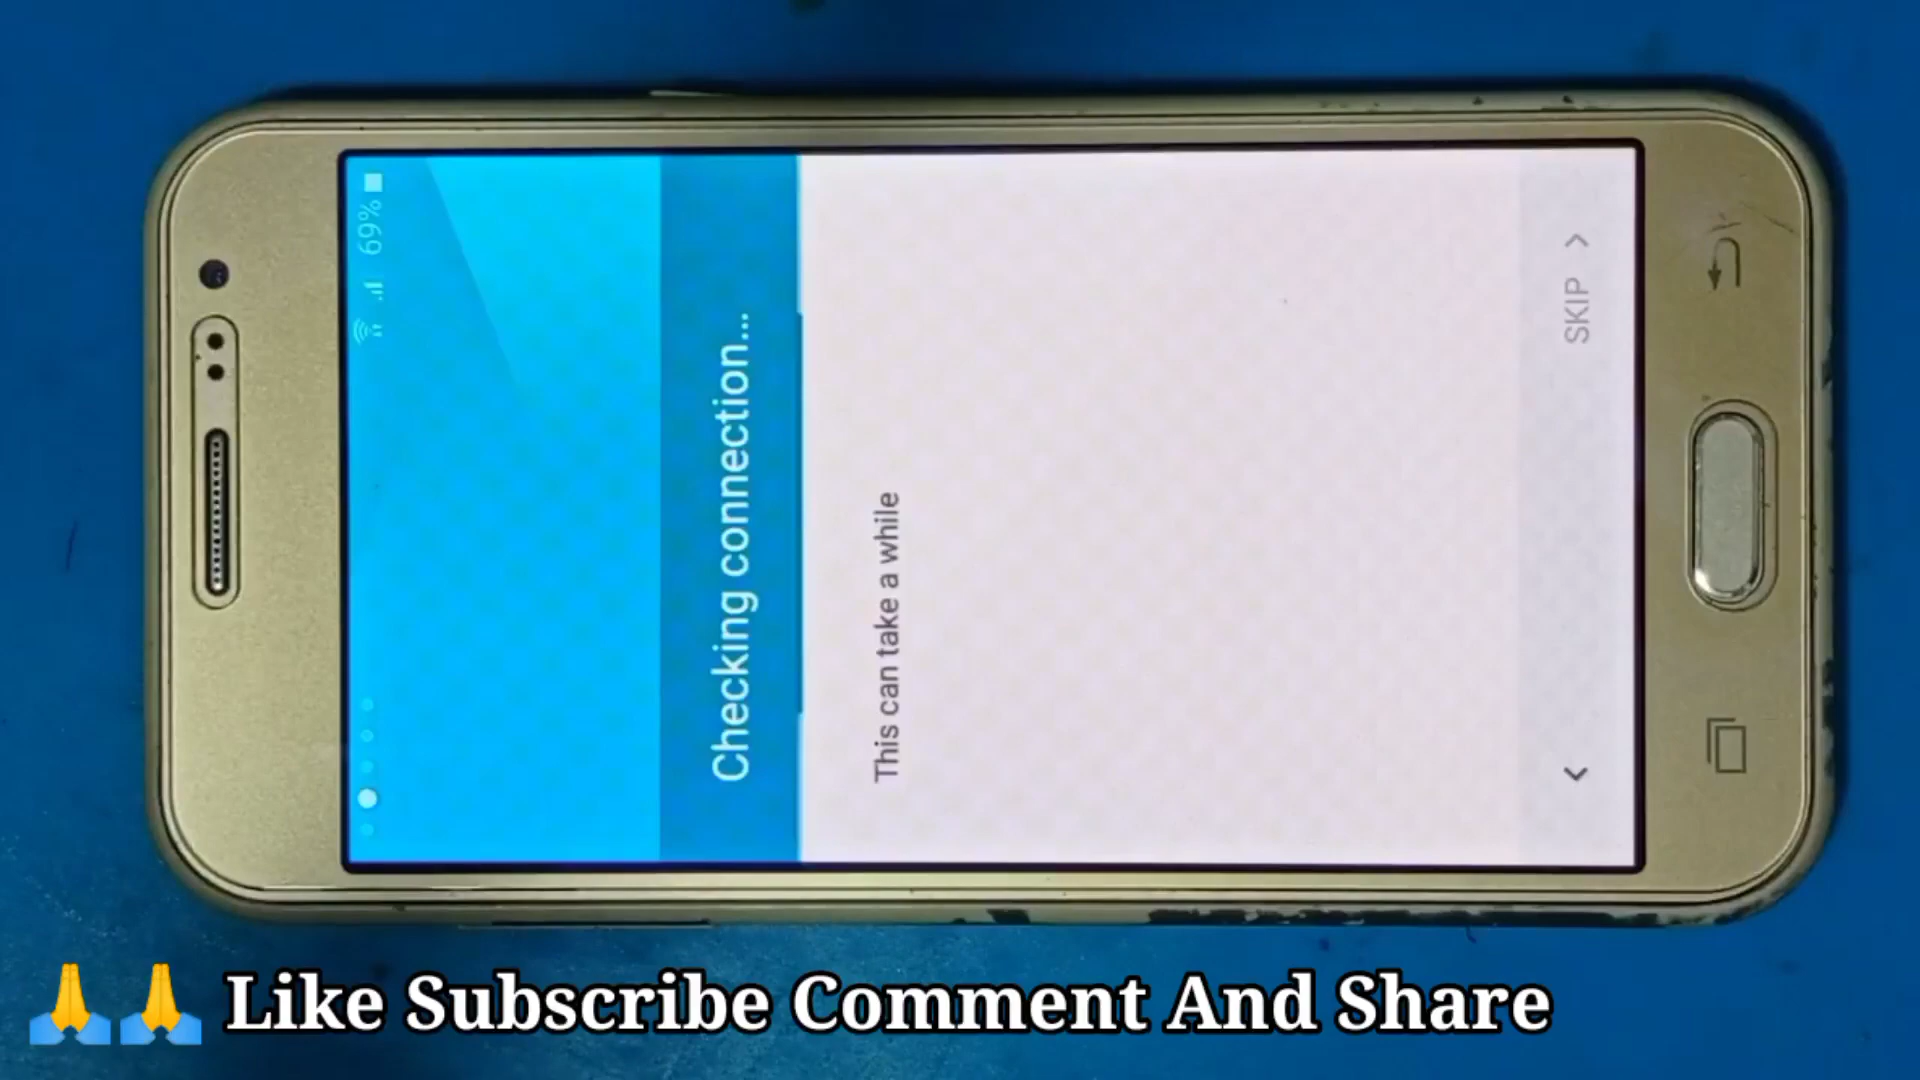 69%
Checking connection...
This can take a while
SKIP
🙏🙏 Like Subscribe Comment And Share